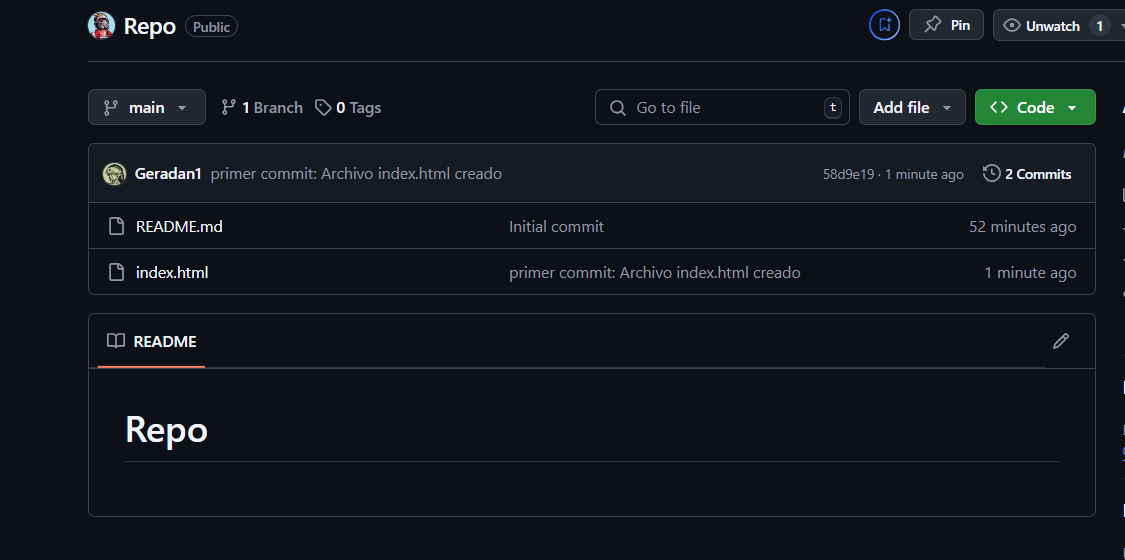 Repo Public Pin Unwatch 1
main 1 Branch 0 Tags Go to file t Add file Code
Geradan1 primer commit: Archivo index.html creado 58d9e19 · 1 minute ago 2 Commits
README.md Initial commit 52 minutes ago
index.html primer commit: Archivo index.html creado 1 minute ago
README
Repo